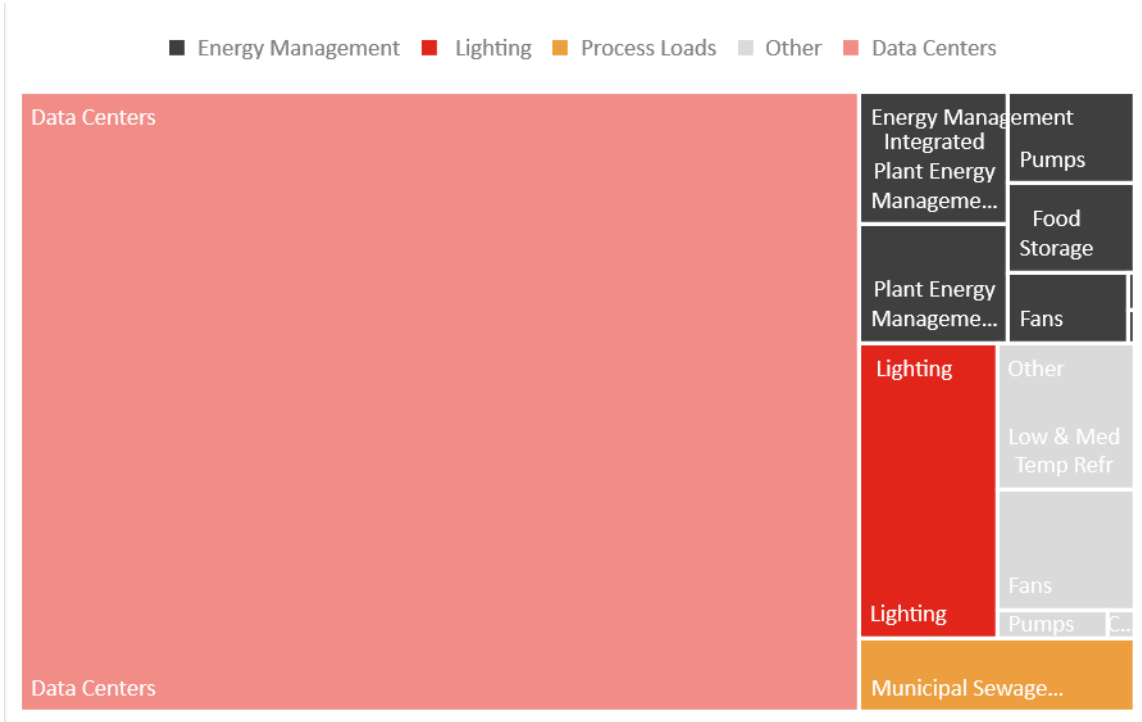 Energy Management Lighting Process Loads Other Data Centers
Data Centers
Energy Management
Integrated
Plant Energy
Manageme...
Pumps
Food
Storage
Plant Energy
Manageme...
Fans
Lighting
Other
Low & Med
Temp Refr
Fans
Lighting
Pumps
C...
Data Centers
Municipal Sewage...